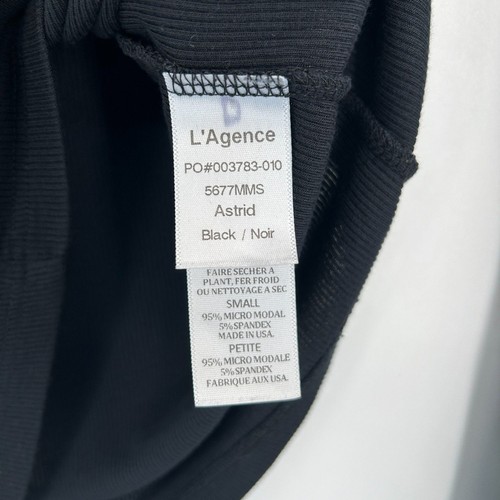 D
L'Agence
PO#003783-010
5677MMS
Astrid
Black / Noir
FAIRE SECHER A
PLANT, FER FROID
OU NETTOYAGE A SEC
SMALL
95% MICRO MODAL
5% SPANDEX
MADE IN USA.
PETITE
95% MICRO MODALE
5% SPANDEX
FABRIQUE AUX USA.